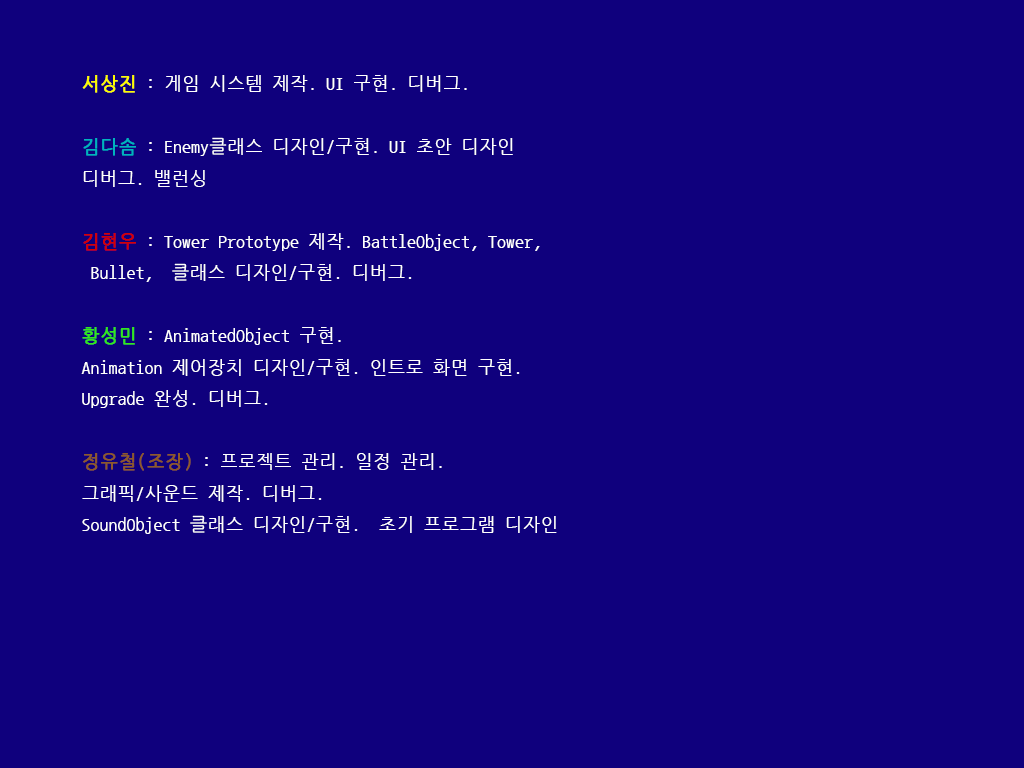 서상진 : 게임 시스템 제작. UI 구현. 디버그.
김다솜 : Enemy클래스 디자인/구현. UI 초안 디자인
디버그. 밸런싱
김현우 : Tower Prototype 제작. BattleObject, Tower,
Bullet,  클래스 디자인/구현. 디버그.
황성민 : AnimatedObject 구현.
Animation 제어장치 디자인/구현. 인트로 화면 구현.
Upgrade 완성. 디버그.
정유철(조장) : 프로젝트 관리. 일정 관리.
그래픽/사운드 제작. 디버그.
SoundObject 클래스 디자인/구현.  초기 프로그램 디자인